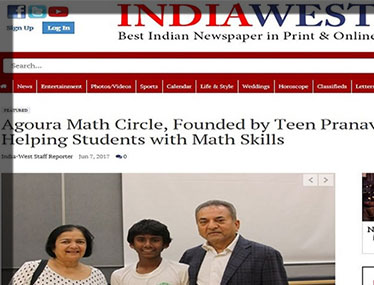 INDIAWEST
Sign Up Log In
Best Indian Newspaper in Print & Online
Search...
News Entertainment Photos/Videos Sports Calendar Life & Style Weddings Horoscope Classifieds
FEATURED
Agoura Math Circle, Founded by Teen Pranav
Helping Students with Math Skills
India-West Staff Reporter Jun 7, 2017 0